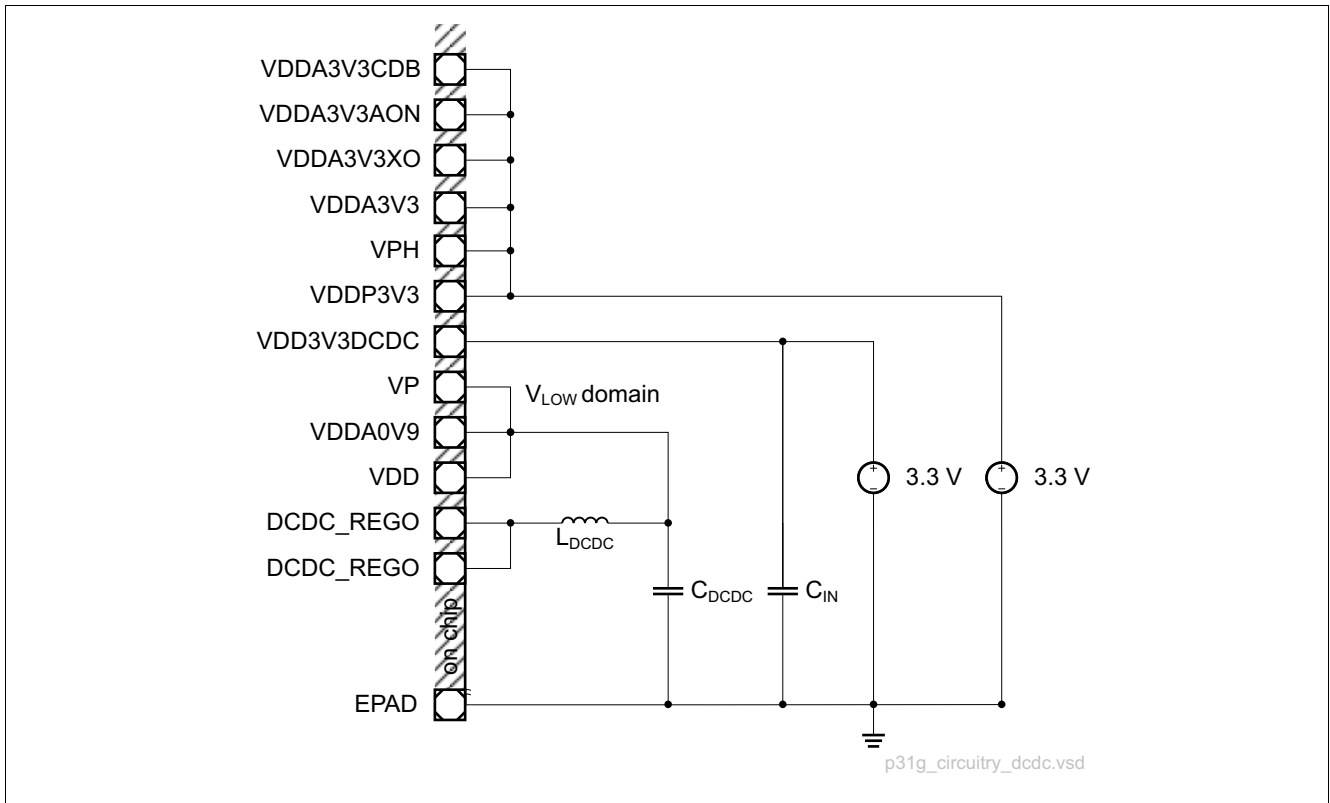 VDDA3V3CDB
VDDA3V3AON
VDDA3V3XO
VDDA3V3
VPH
VDDP3V3
VDD3V3DCDC
VP
VLOW domain
VDDA0V9
VDD
3.3 V
3.3 V
DCDC_REGO
LDCDC
DCDC_REGO
CDCDC
CIN
on chip
EPAD
p31g_circuitry_dcdc.vsd